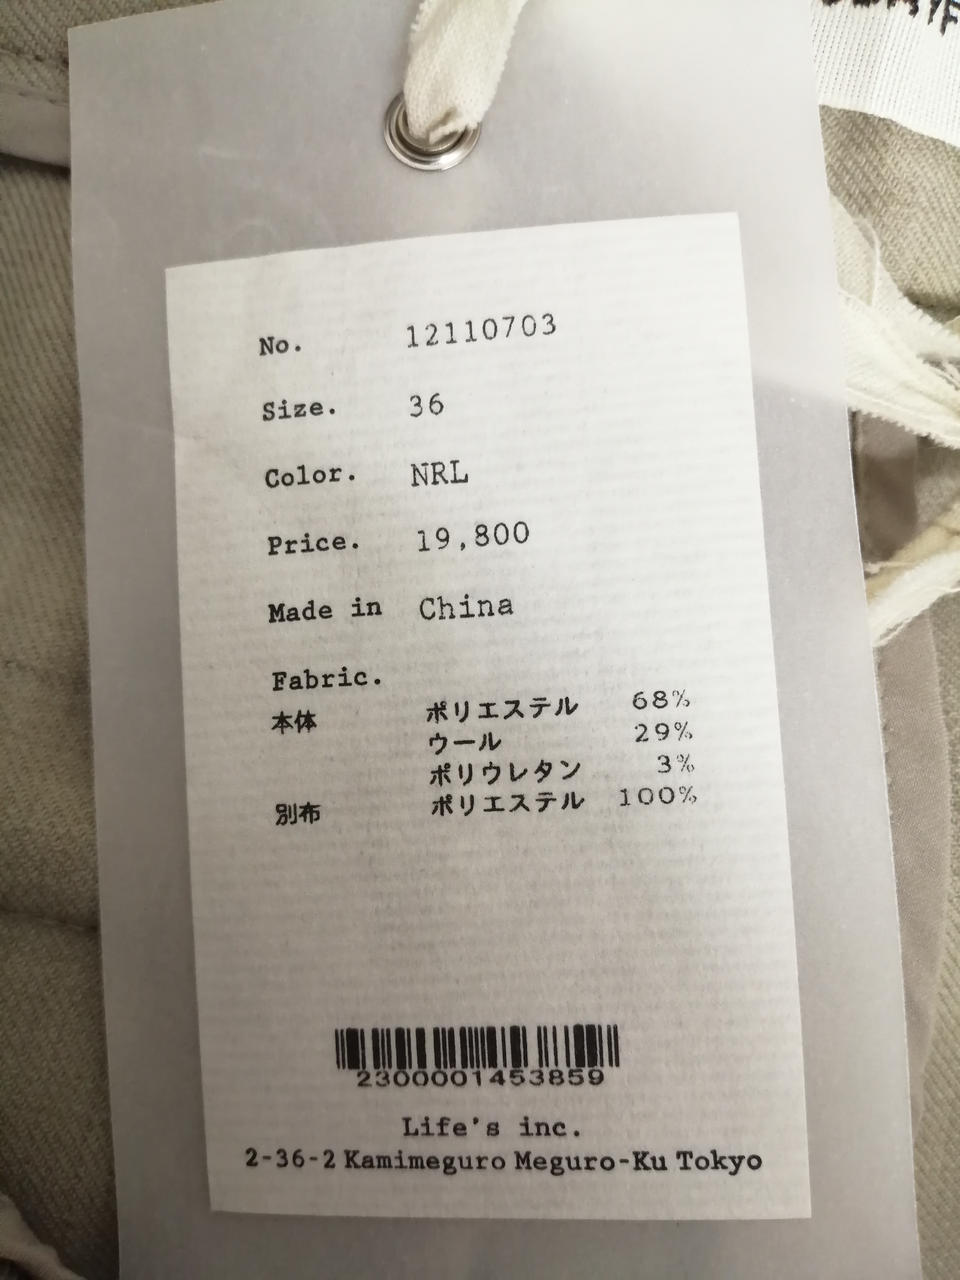 No. 12110703
Size. 36
Color. NRL
Price. 19,800
Made in China
Fabric.
本体 ポリエステル 68%
ウール 29%
ポリウレタン 3%
別布 ポリエステル 100%
2300001453859
Life's inc.
2-36-2 Kamimeguro Meguro-Ku Tokyo